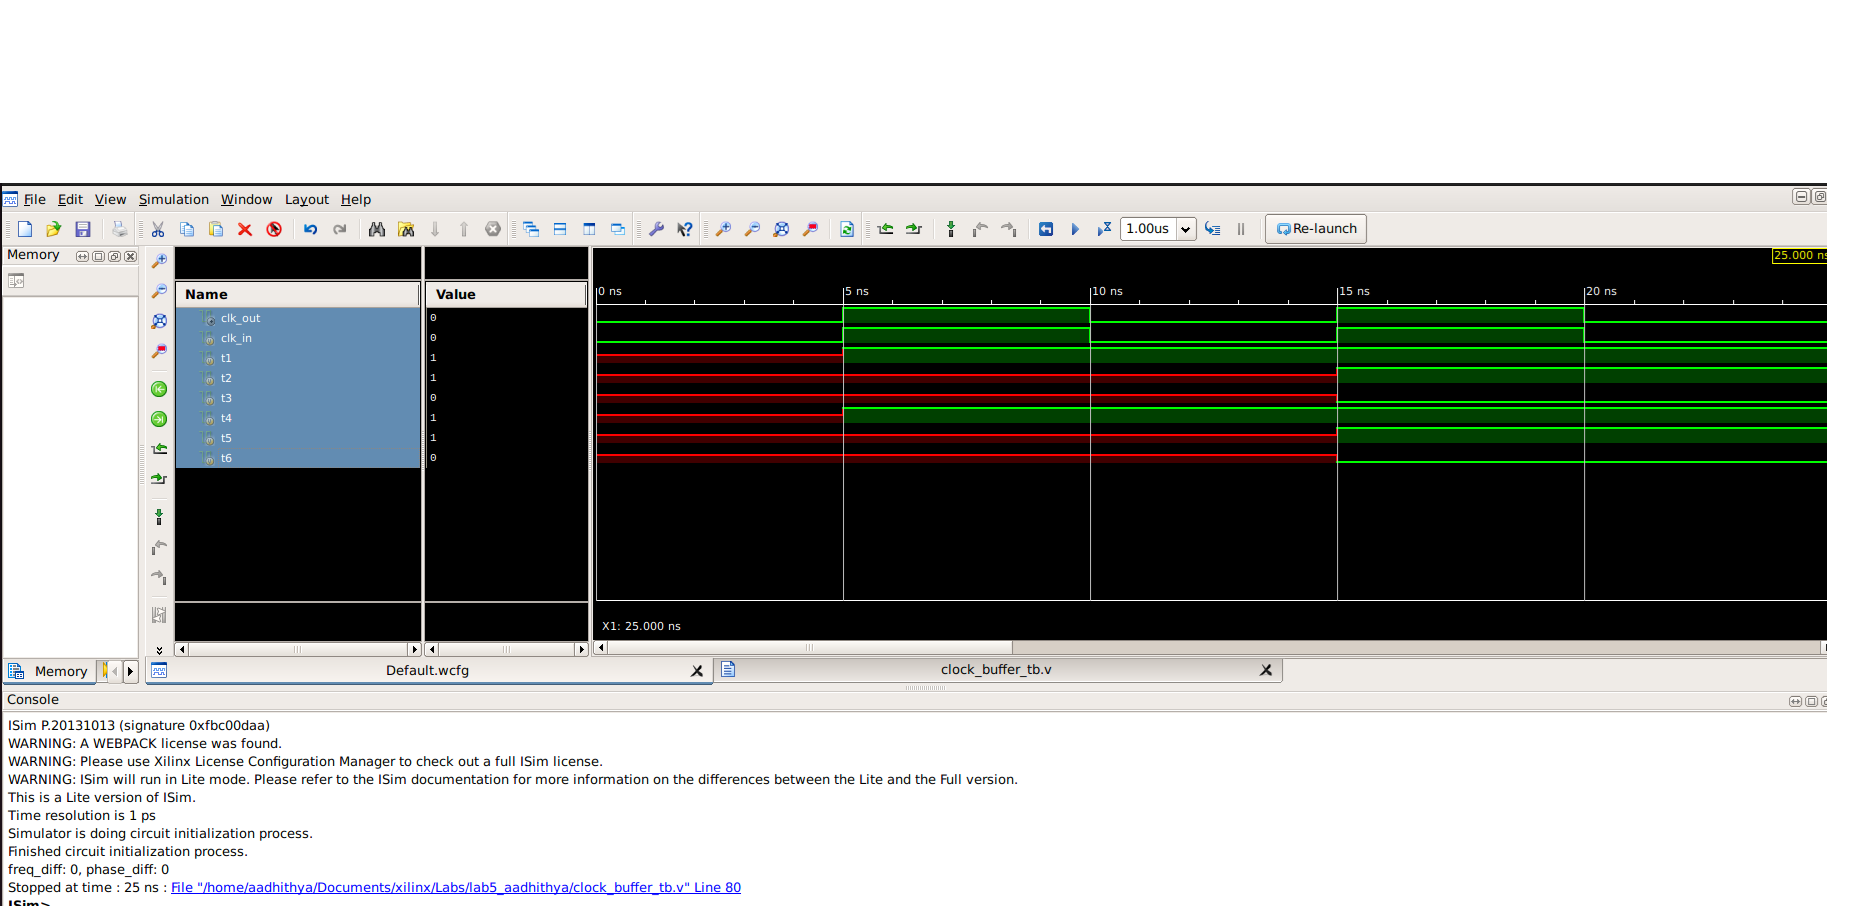 File Edit View Simulation Window Layout Help
1.00us Re-launch
Memory
25.000 ns
Name Value
0 ns 5 ns 10 ns 15 ns 20 ns
clk_out 0
clk_in 0
t1 1
t2 1
t3 0
t4 1
t5 1
t6 0
X1: 25.000 ns
Memory Default.wcfg clock_buffer_tb.v
Console
ISim P.20131013 (signature 0xfbc00daa)
WARNING: A WEBPACK license was found.
WARNING: Please use Xilinx License Configuration Manager to check out a full ISim license.
WARNING: ISim will run in Lite mode. Please refer to the ISim documentation for more information on the differences between the Lite and the Full version.
This is a Lite version of ISim.
Time resolution is 1 ps
Simulator is doing circuit initialization process.
Finished circuit initialization process.
freq_diff: 0, phase_diff: 0
Stopped at time : 25 ns : File "/home/aadhithya/Documents/xilinx/Labs/lab5_aadhithya/clock_buffer_tb.v" Line 80
ISim>